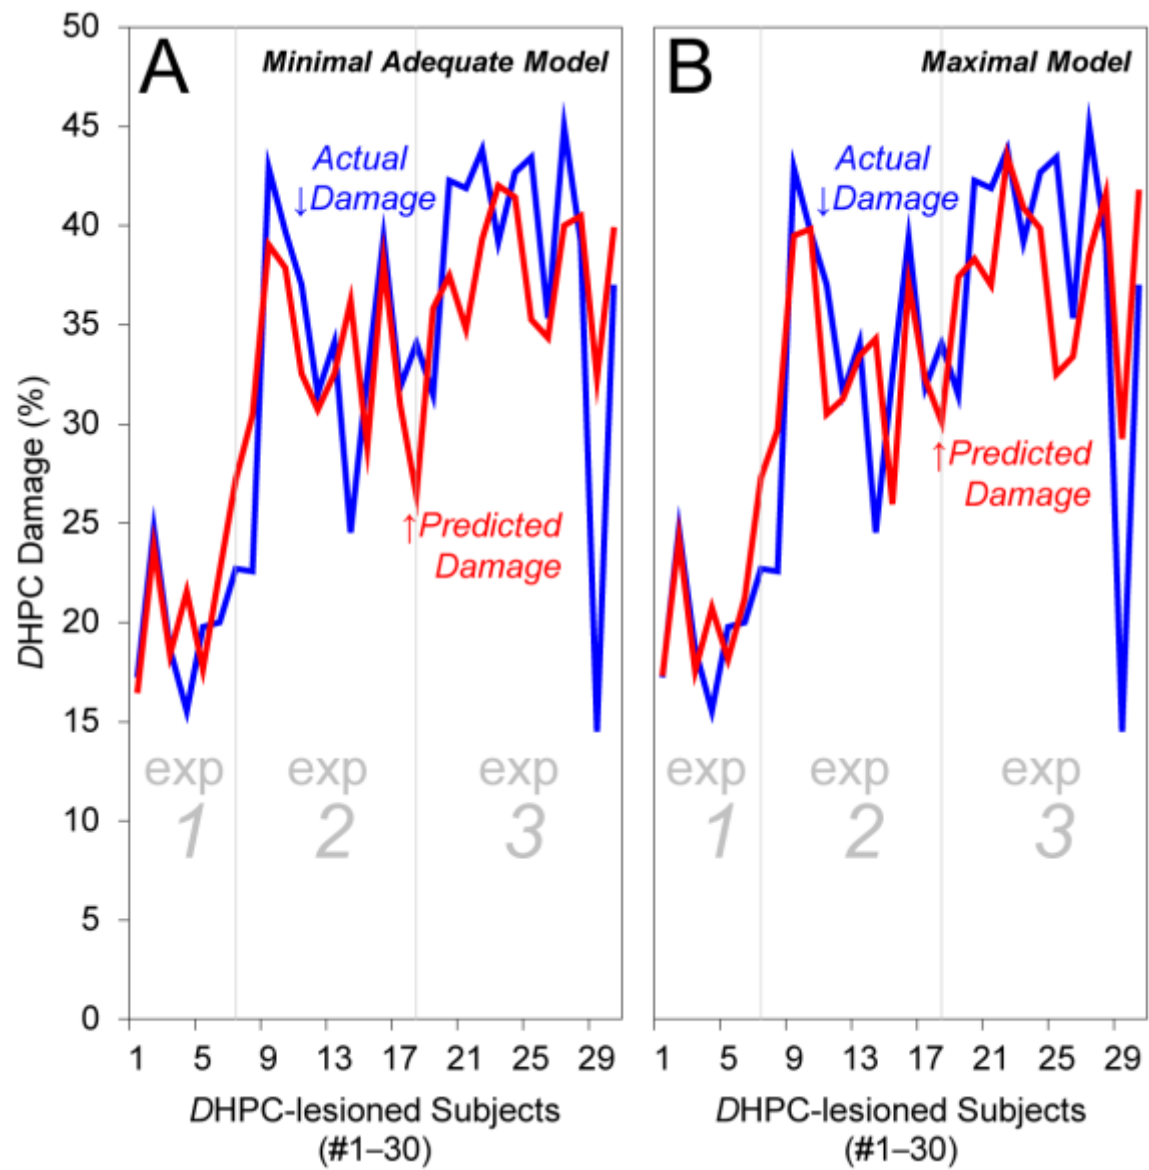 A
Minimal Adequate Model
B
Maximal Model
DHPC Damage (%)
50
45
40
35
30
25
20
15
10
5
0
Actual
↓Damage
↑Predicted
Damage
exp
1
exp
2
exp
3
1 5 9 13 17 21 25 29
DHPC-lesioned Subjects
(#1–30)
Actual
↓Damage
↑Predicted
Damage
exp
1
exp
2
exp
3
1 5 9 13 17 21 25 29
DHPC-lesioned Subjects
(#1–30)